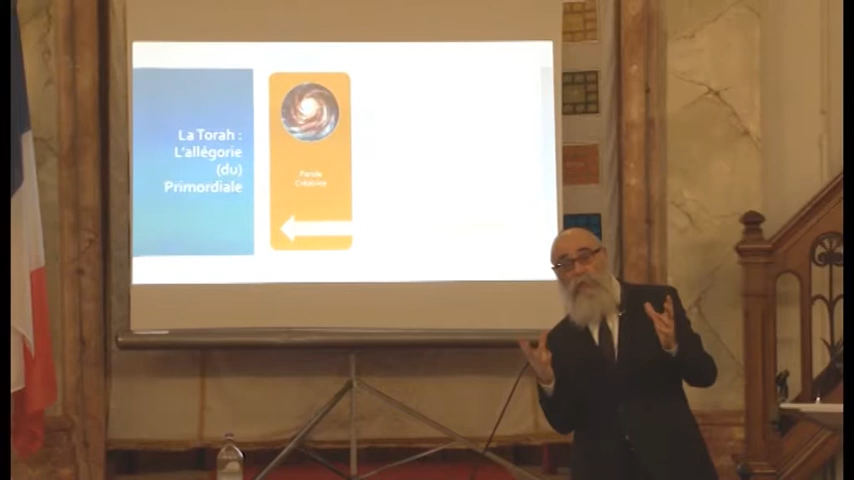 La Torah :
L'allégorie
(du)
Primordiale
Parole
Créatrice